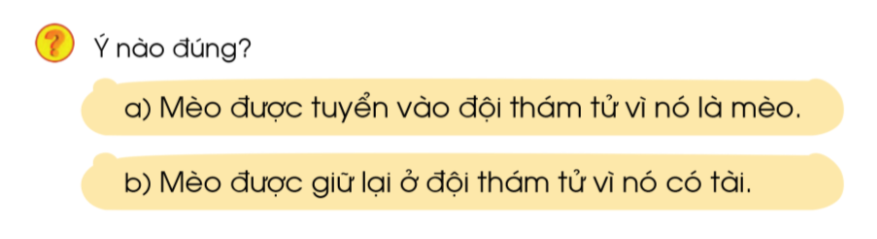 ? Ý nào đúng?
a) Mèo được tuyển vào đội thám tử vì nó là mèo.
b) Mèo được giữ lại ở đội thám tử vì nó có tài.